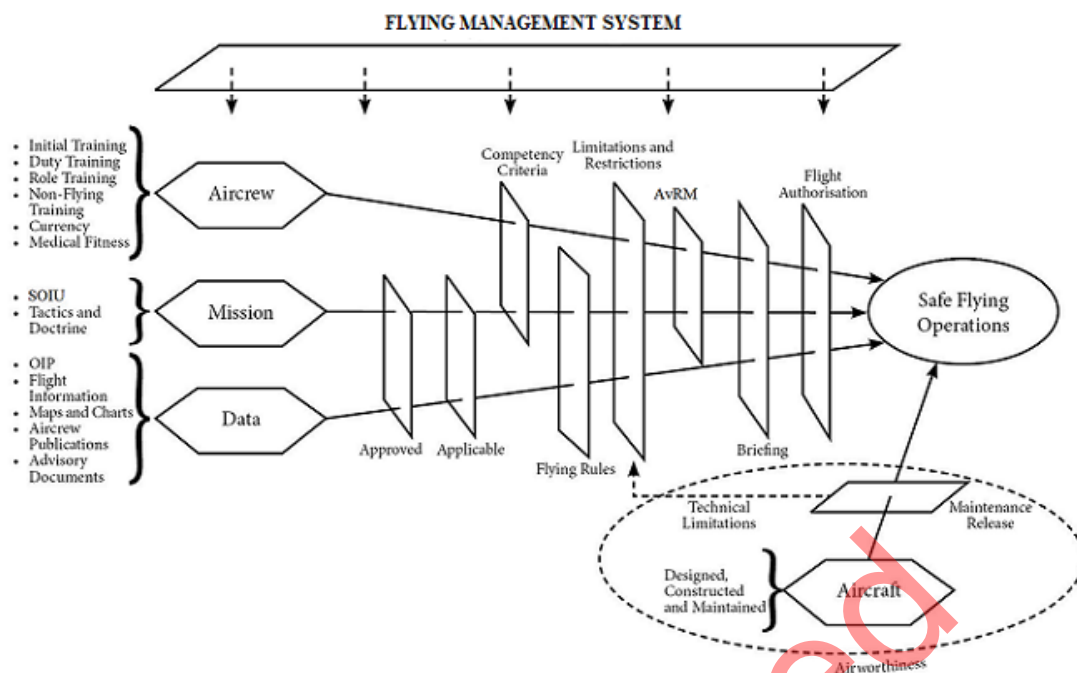 FLYING MANAGEMENT SYSTEM
• Initial Training
• Duty Training
• Role Training
• Non-Flying
Training
• Currency
• Medical Fitness
Aircrew
Competency
Criteria
Limitations and
Restrictions
AvRM
Flight
Authorisation
• SOIU
• Tactics and
Doctrine
Mission
Safe Flying
Operations
• OIP
• Flight
Information
• Maps and Charts
• Aircrew
Publications
• Advisory
Documents
Data
Approved
Applicable
Flying Rules
Briefing
Technical
Limitations
Maintenance
Release
Designed,
Constructed
and Maintained
Aircraft
Airworthiness